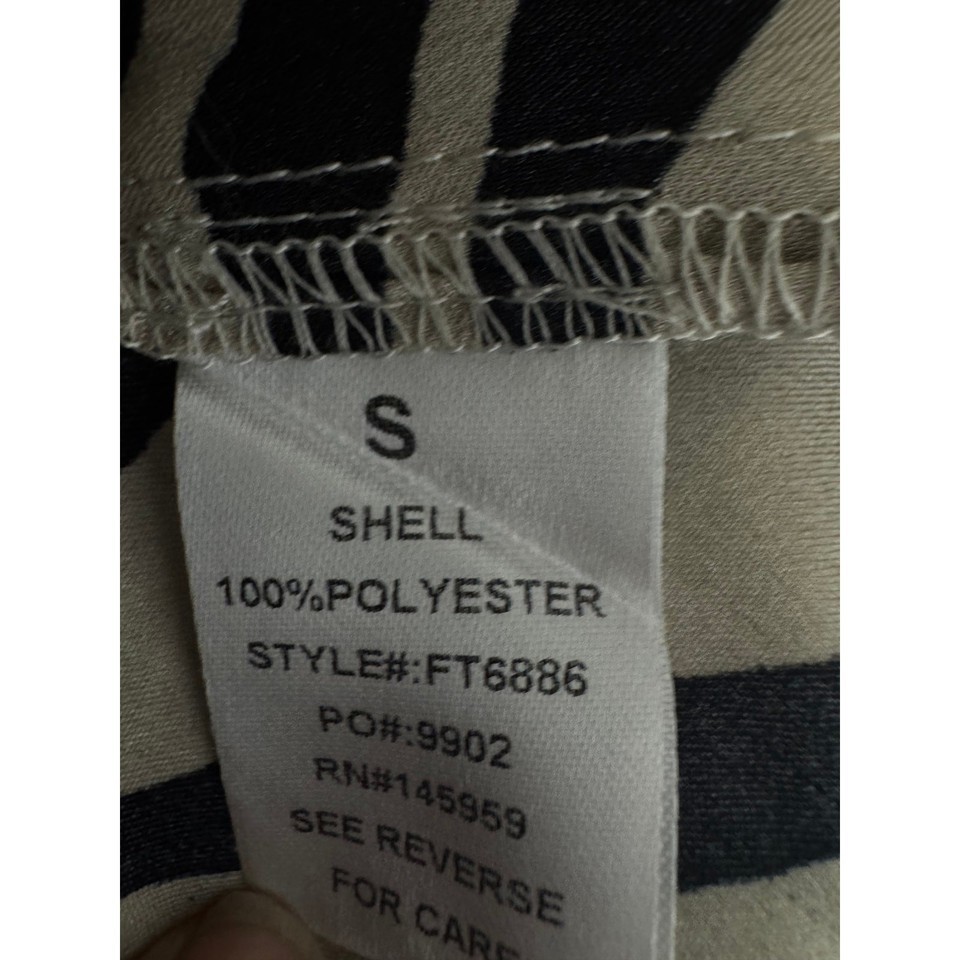 S
SHELL
100%POLYESTER
STYLE#:FT6886
PO#:9902
RN#145959
SEE REVERSE
FOR CARE